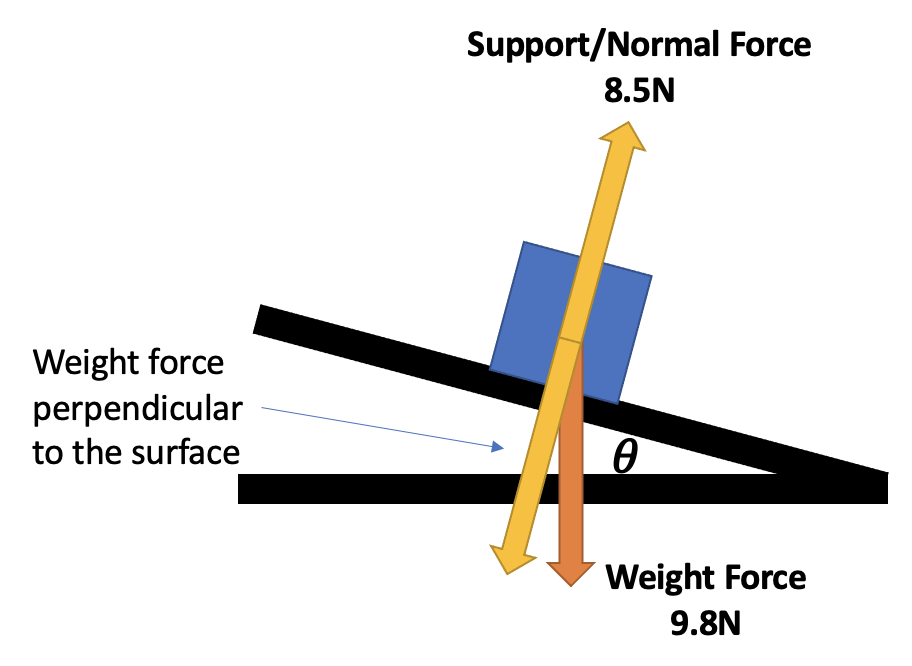 Support/Normal Force
8.5N
Weight force
perpendicular
to the surface
θ
Weight Force
9.8N